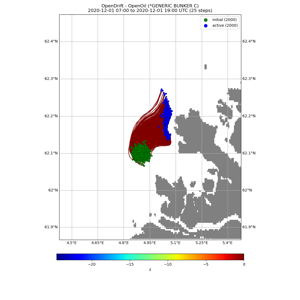 OpenDrift - OpenOil (*GENERIC BUNKER C)
2020-12-01 07:00 to 2020-12-01 19:00 UTC (25 steps)
initial (2000)
active (2000)
62.4°N
62.3°N
62.2°N
62.1°N
62°N
61.9°N
4.5°E 4.65°E 4.8°E 4.95°E 5.1°E 5.25°E 5.4°E
−20 −15 −10 −5 0
z